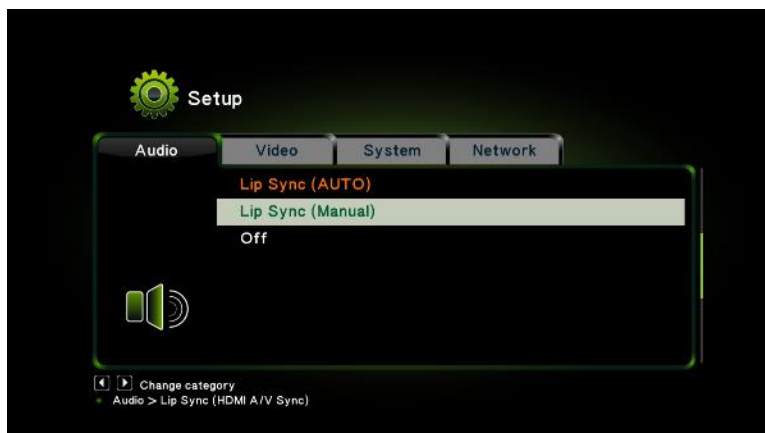 Setup
Audio Video System Network
Lip Sync (AUTO)
Lip Sync (Manual)
Off
Change category
Audio > Lip Sync (HDMI A/V Sync)